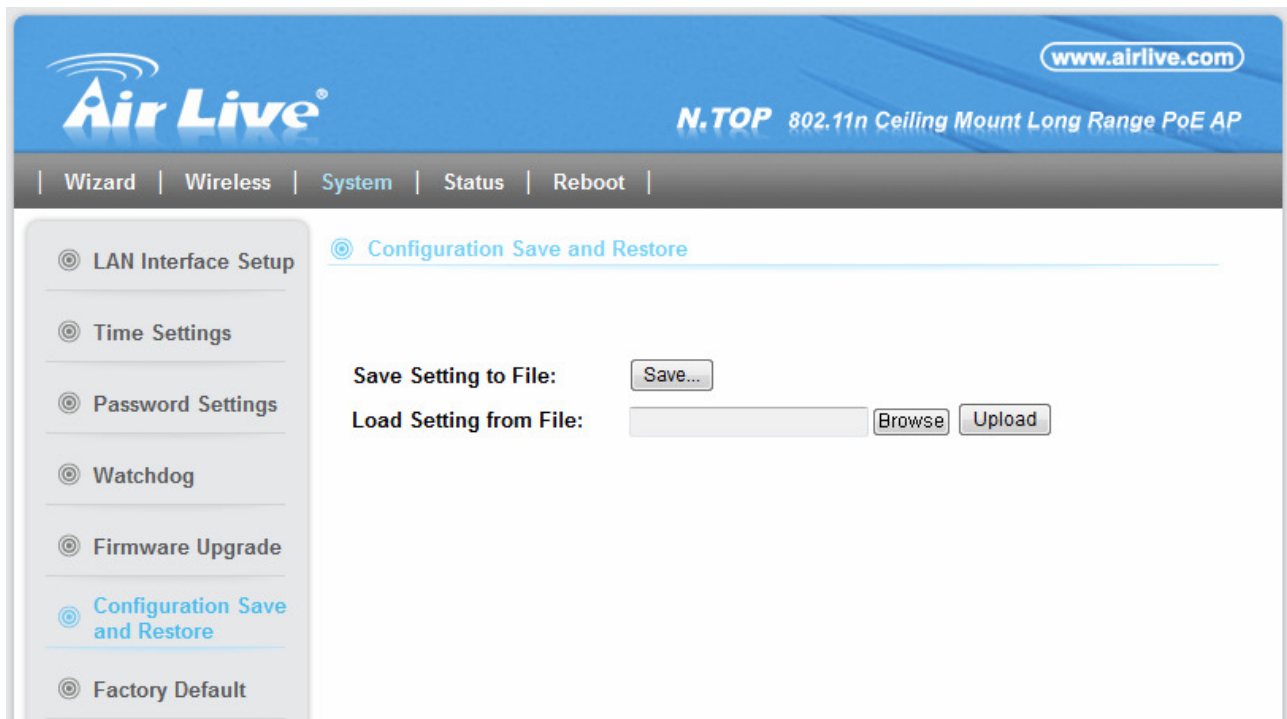 www.airlive.com
Air Live®
N.TOP 802.11n Ceiling Mount Long Range PoE AP
| Wizard | Wireless | System | Status | Reboot |
LAN Interface Setup
Time Settings
Password Settings
Watchdog
Firmware Upgrade
Configuration Save
and Restore
Factory Default
Configuration Save and Restore
Save Setting to File: Save...
Load Setting from File: Browse Upload